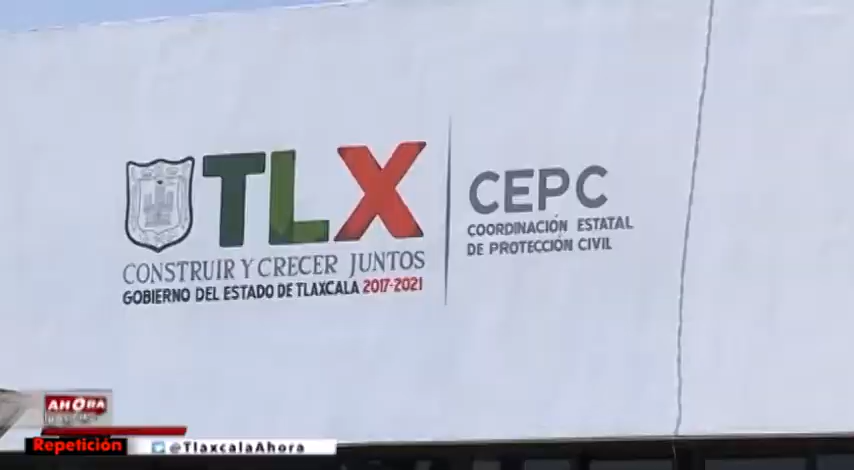 TLX
CONSTRUIR Y CRECER JUNTOS
GOBIERNO DEL ESTADO DE TLAXCALA 2017-2021
CEPC
COORDINACIÓN ESTATAL
DE PROTECCIÓN CIVIL
AHORA
Repetición
@TlaxcalaAhora